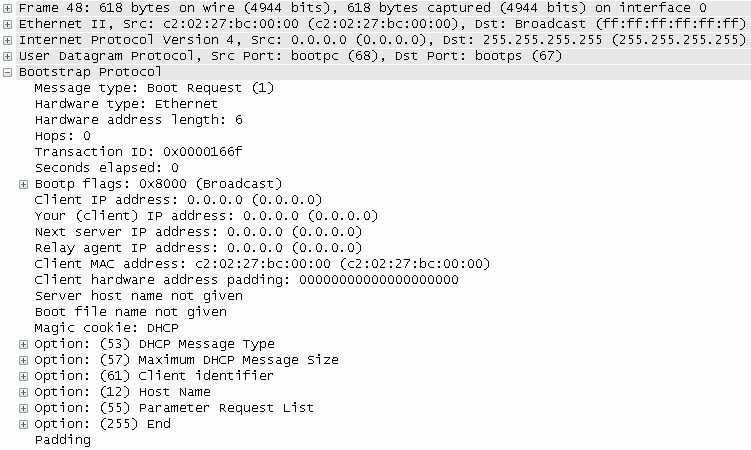 Frame 48: 618 bytes on wire (4944 bits), 618 bytes captured (4944 bits) on interface 0
Ethernet II, Src: c2:02:27:bc:00:00 (c2:02:27:bc:00:00), Dst: Broadcast (ff:ff:ff:ff:ff:ff)
Internet Protocol Version 4, Src: 0.0.0.0 (0.0.0.0), Dst: 255.255.255.255 (255.255.255.255)
User Datagram Protocol, Src Port: bootpc (68), Dst Port: bootps (67)
Bootstrap Protocol
Message type: Boot Request (1)
Hardware type: Ethernet
Hardware address length: 6
Hops: 0
Transaction ID: 0x0000166f
Seconds elapsed: 0
Bootp flags: 0x8000 (Broadcast)
Client IP address: 0.0.0.0 (0.0.0.0)
Your (client) IP address: 0.0.0.0 (0.0.0.0)
Next server IP address: 0.0.0.0 (0.0.0.0)
Relay agent IP address: 0.0.0.0 (0.0.0.0)
Client MAC address: c2:02:27:bc:00:00 (c2:02:27:bc:00:00)
Client hardware address padding: 00000000000000000000
Server host name not given
Boot file name not given
Magic cookie: DHCP
Option: (53) DHCP Message Type
Option: (57) Maximum DHCP Message Size
Option: (61) Client identifier
Option: (12) Host Name
Option: (55) Parameter Request List
Option: (255) End
Padding